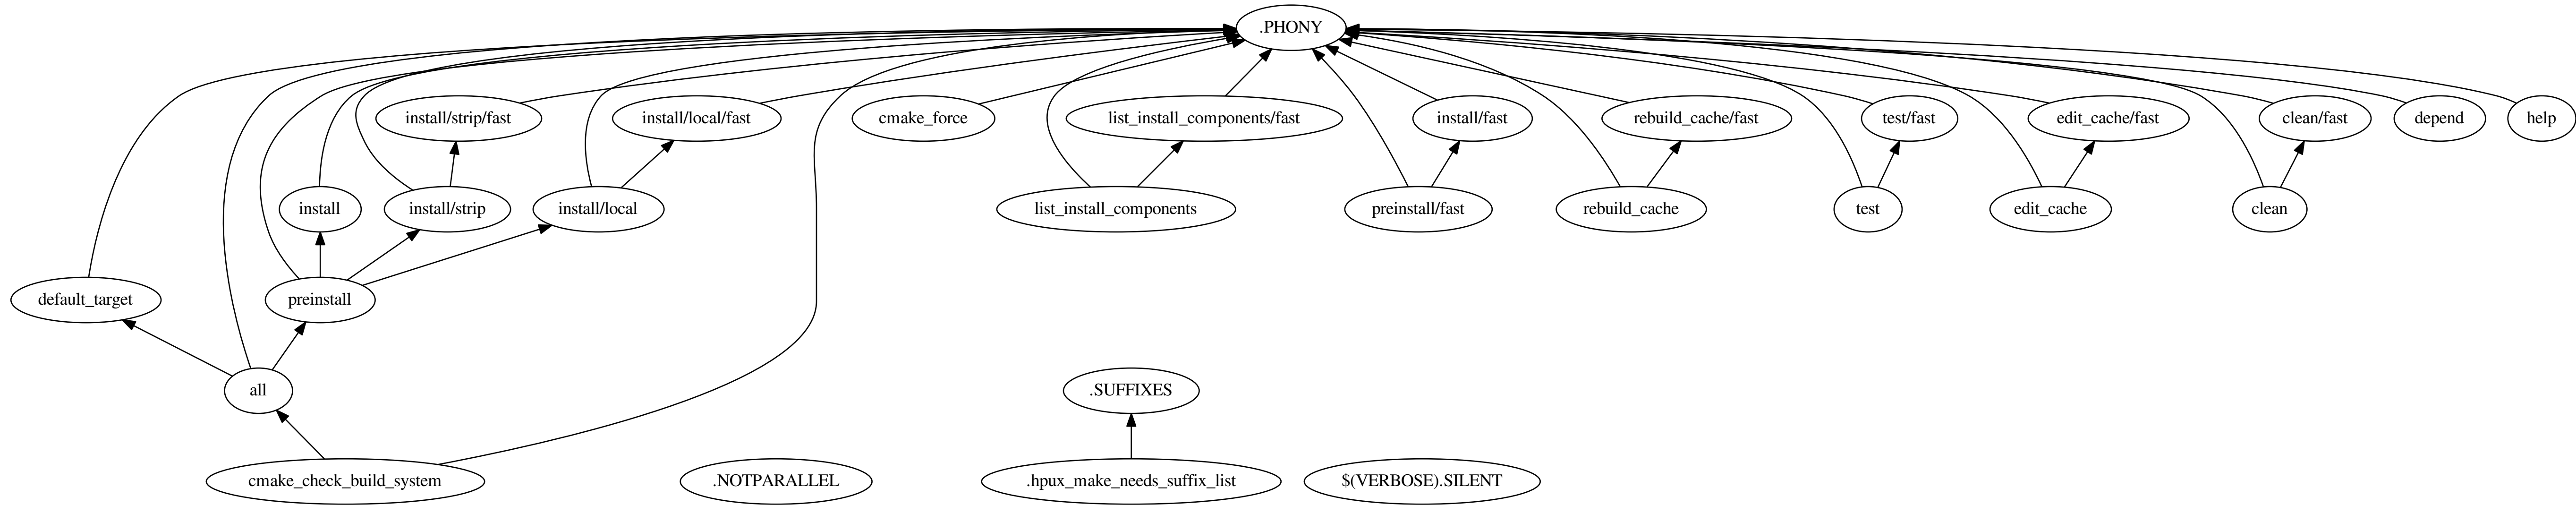 .PHONY
install/strip/fast
install/local/fast
cmake_force
list_install_components/fast
install/fast
rebuild_cache/fast
test/fast
edit_cache/fast
clean/fast
depend
help
install
install/strip
install/local
list_install_components
preinstall/fast
rebuild_cache
test
edit_cache
clean
default_target
preinstall
all
.SUFFIXES
cmake_check_build_system
.NOTPARALLEL
.hpux_make_needs_suffix_list
$(VERBOSE).SILENT